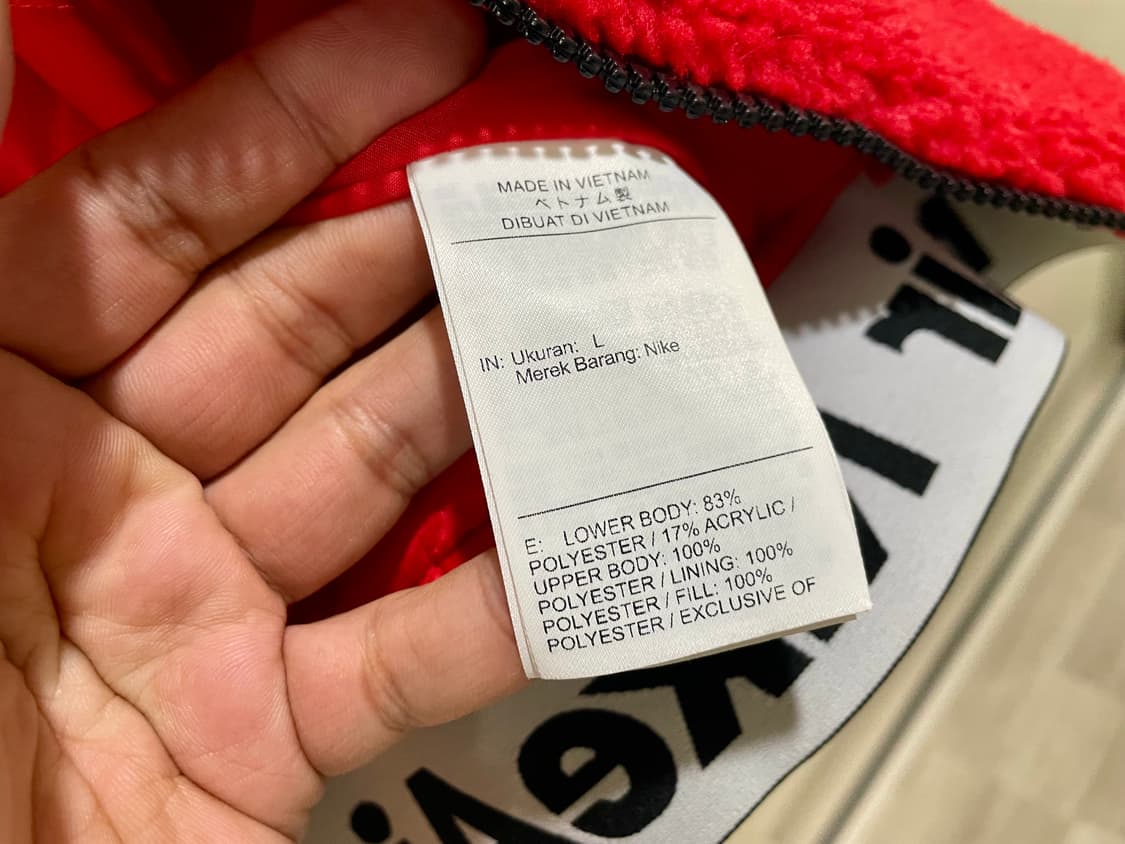 MADE IN VIETNAM
ベトナム製
DIBUAT DI VIETNAM
IN: Ukuran: L
Merek Barang: Nike
E: LOWER BODY: 83%
POLYESTER / 17% ACRYLIC /
UPPER BODY: 100%
POLYESTER / LINING: 100%
POLYESTER / FILL: 100%
POLYESTER / EXCLUSIVE OF